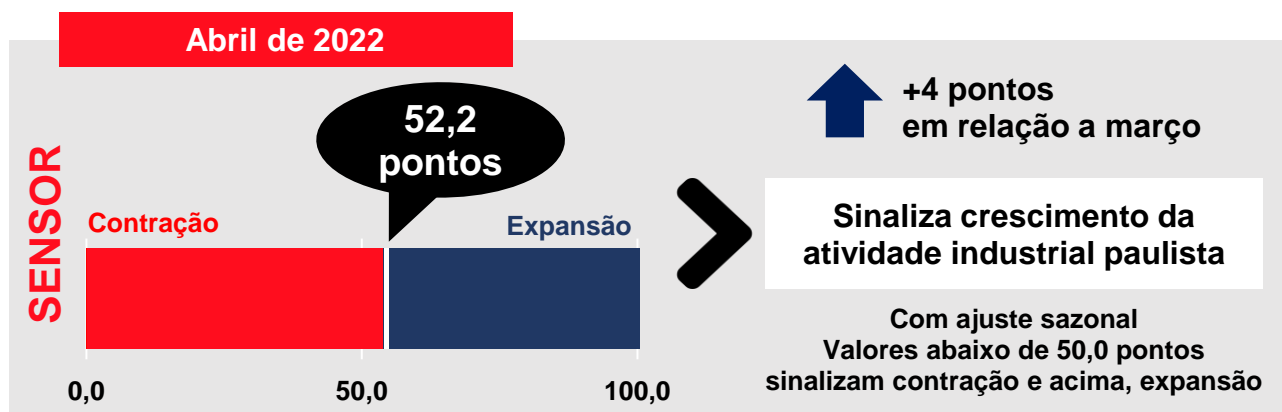 Abril de 2022
SENSOR
52,2
pontos
Contração
Expansão
0,0
50,0
100,0
+4 pontos
em relação a março
Sinaliza crescimento da
atividade industrial paulista
Com ajuste sazonal
Valores abaixo de 50,0 pontos
sinalizam contração e acima, expansão